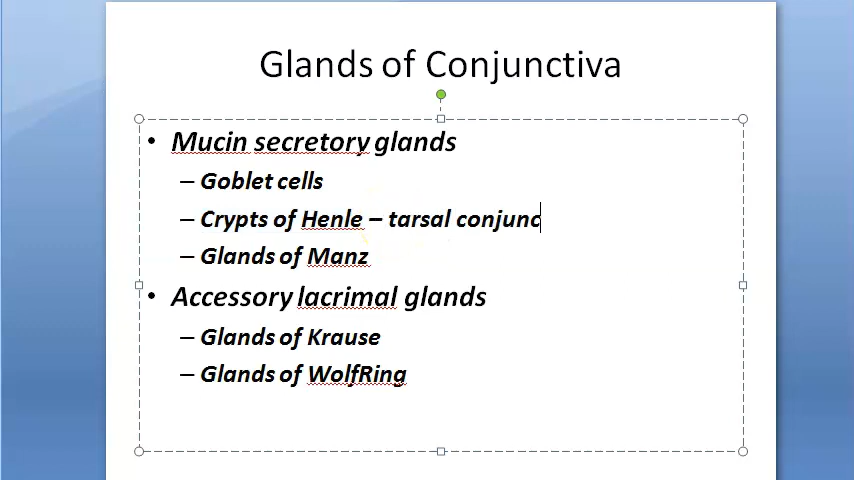 Glands of Conjunctiva
• Mucin secretory glands
– Goblet cells
– Crypts of Henle – tarsal conjunc
– Glands of Manz
• Accessory lacrimal glands
– Glands of Krause
– Glands of WolfRing